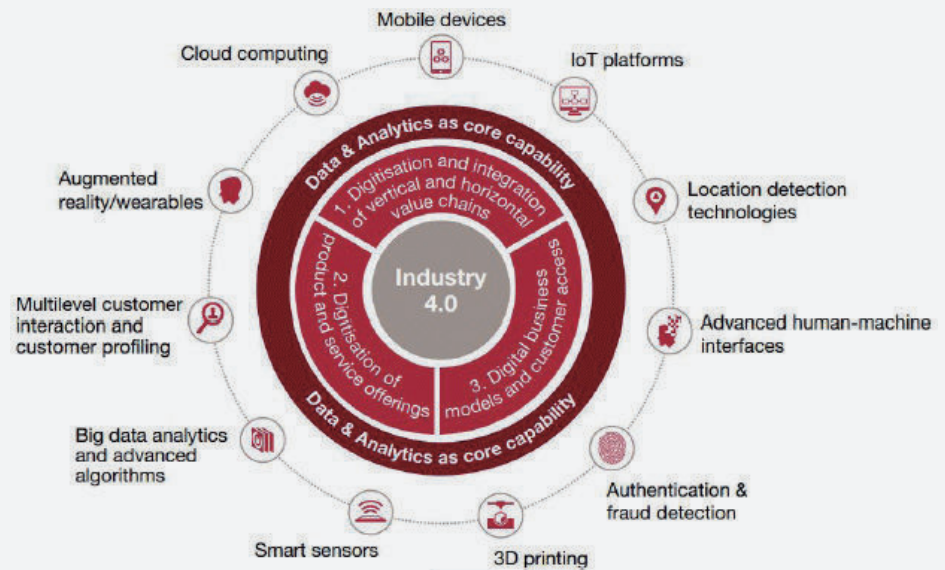 Mobile devices
Cloud computing
IoT platforms
Augmented
reality/wearables
Location detection
technologies
Multilevel customer
interaction and
customer profiling
Advanced human-machine
interfaces
Big data analytics
and advanced
algorithms
Authentication &
fraud detection
Smart sensors
3D printing
Data & Analytics as core capability
1. Digitisation and integration
of vertical and horizontal
value chains
Industry
4.0
2. Digitisation of
product and service offerings
3. Digital business
models and customer access
Data & Analytics as core capability